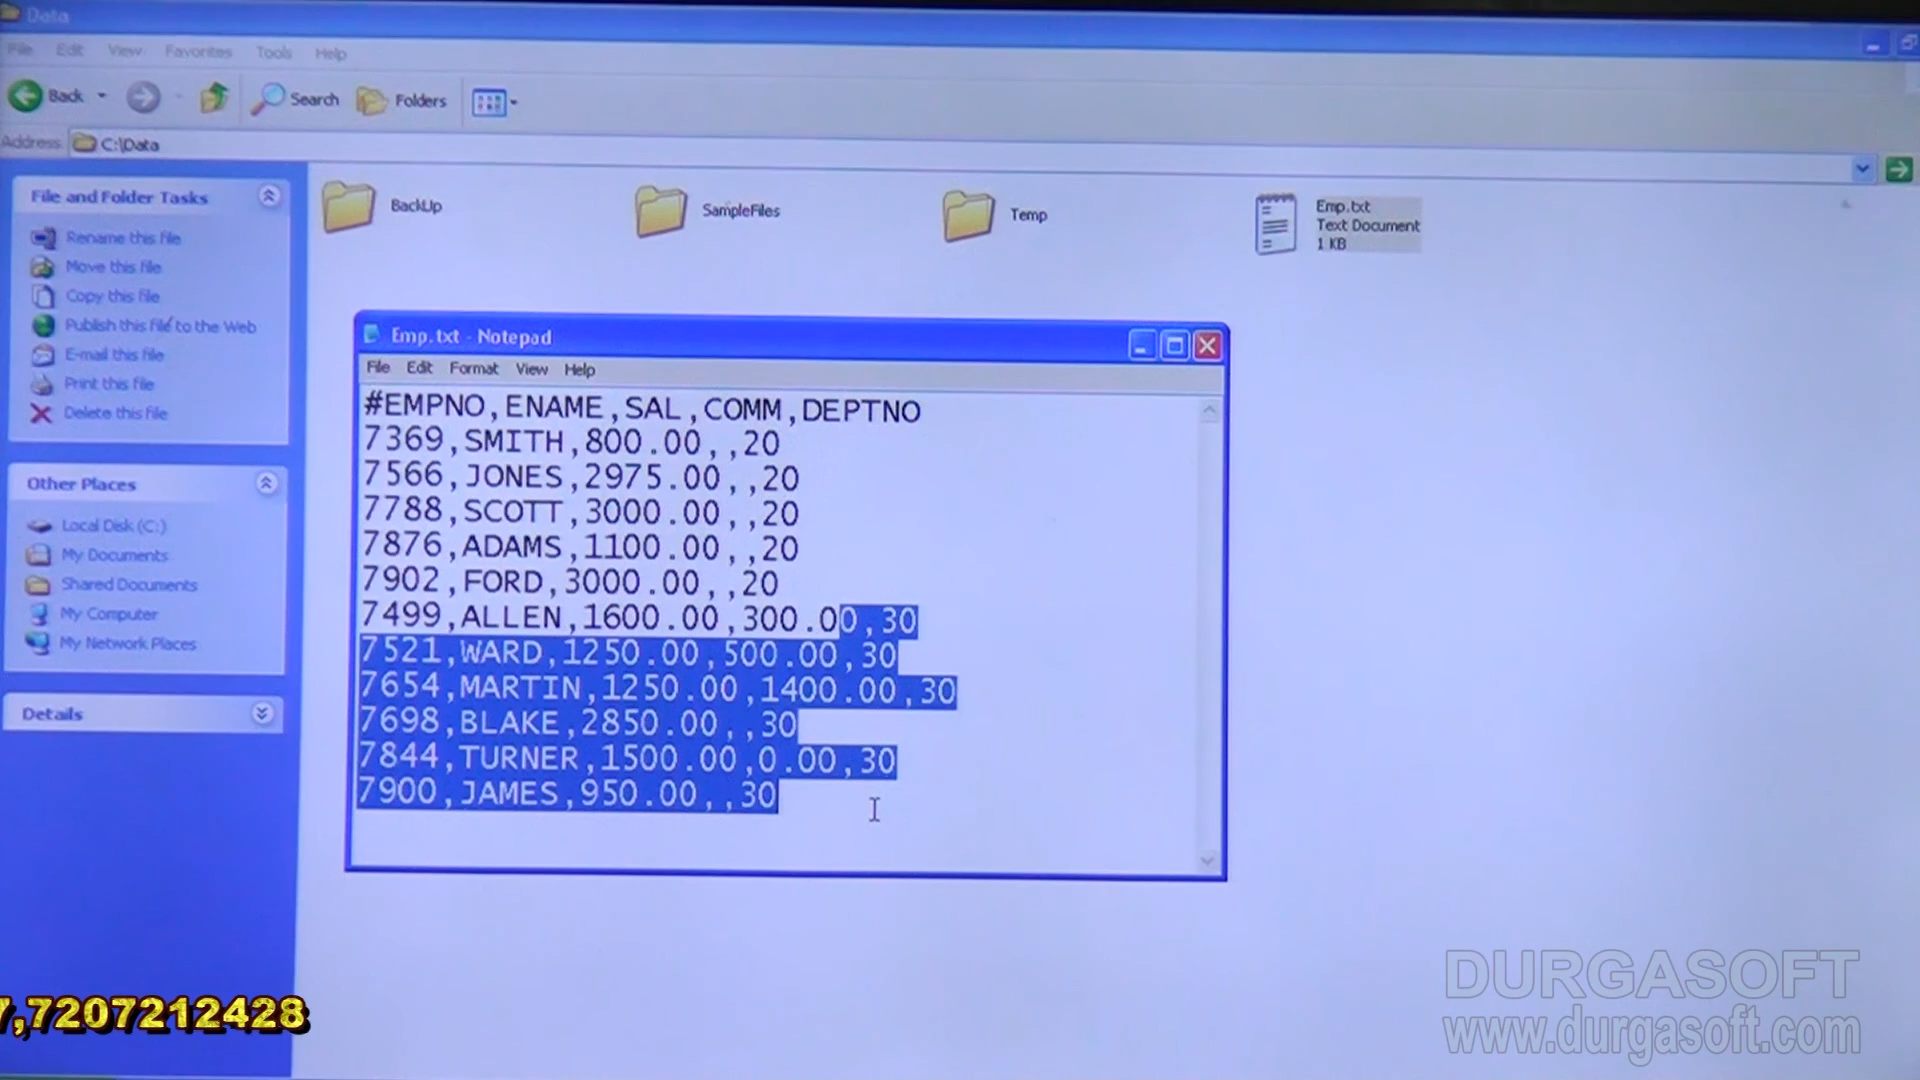 Data
File Edit View Favorites Tools Help
Back Search Folders
Address C:\Data
File and Folder Tasks
Rename this file
Move this file
Copy this file
Publish this file to the Web
E-mail this file
Print this file
Delete this file
Other Places
Local Disk (C:)
My Documents
Shared Documents
My Computer
My Network Places
Details
BackUp
SampleFiles
Temp
Emp.txt
Text Document
1 KB
Emp.txt - Notepad
File Edit Format View Help
#EMPNO,ENAME,SAL,COMM,DEPTNO
7369,SMITH,800.00,,20
7566,JONES,2975.00,,20
7788,SCOTT,3000.00,,20
7876,ADAMS,1100.00,,20
7902,FORD,3000.00,,20
7499,ALLEN,1600.00,300.00,30
7521,WARD,1250.00,500.00,30
7654,MARTIN,1250.00,1400.00,30
7698,BLAKE,2850.00,,30
7844,TURNER,1500.00,0.00,30
7900,JAMES,950.00,,30
7,7207212428
DURGASOFT
www.durgasoft.com